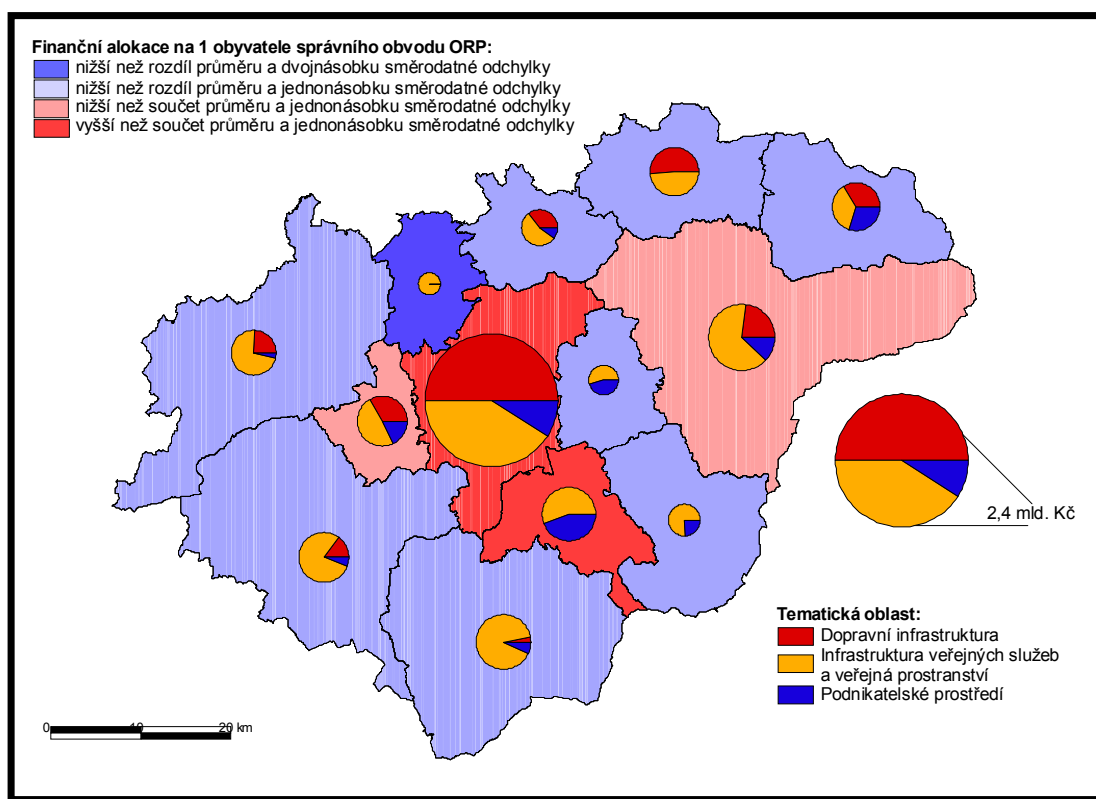 Finanční alokace na 1 obyvatele správního obvodu ORP:
nižší než rozdíl průměru a dvojnásobku směrodatné odchylky
nižší než rozdíl průměru a jednonásobku směrodatné odchylky
nižší než součet průměru a jednonásobku směrodatné odchylky
vyšší než součet průměru a jednonásobku směrodatné odchylky
2,4 mld. Kč
Tematická oblast:
Dopravní infrastruktura
Infrastruktura veřejných služeb
a veřejná prostranství
Podnikatelské prostředí
0 10 20 km